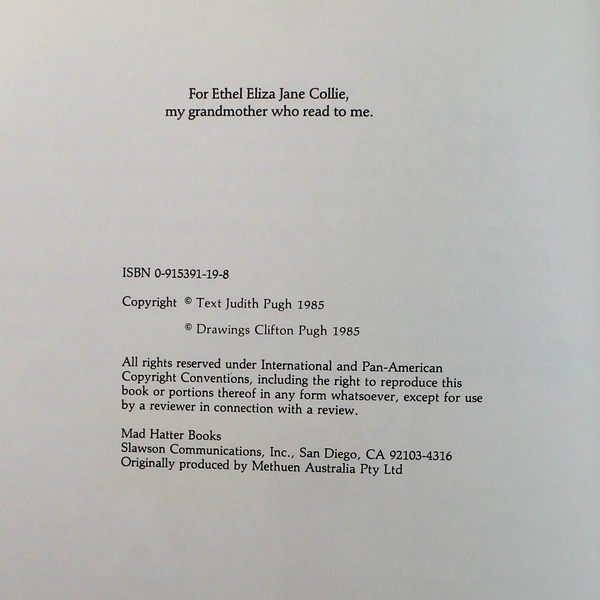 For Ethel Eliza Jane Collie,
my grandmother who read to me.
ISBN 0-915391-19-8
Copyright © Text Judith Pugh 1985
© Drawings Clifton Pugh 1985
All rights reserved under International and Pan-American
Copyright Conventions, including the right to reproduce this
book or portions thereof in any form whatsoever, except for use
by a reviewer in connection with a review.
Mad Hatter Books
Slawson Communications, Inc., San Diego, CA 92103-4316
Originally produced by Methuen Australia Pty Ltd